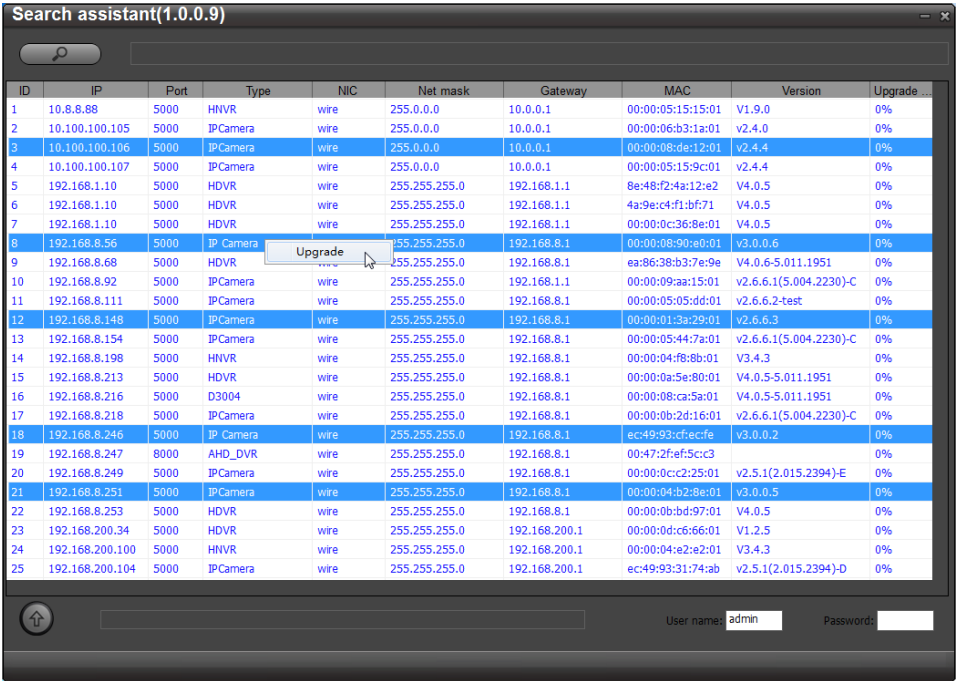 Search assistant(1.0.0.9)
ID IP Port Type NIC Net mask Gateway MAC Version Upgrade ...
1 10.8.8.88 5000 HNVR wire 255.0.0.0 10.0.0.1 00:00:05:15:15:01 V1.9.0 0%
2 10.100.100.105 5000 IPCamera wire 255.0.0.0 10.0.0.1 00:00:06:b3:1a:01 v2.4.0 0%
3 10.100.100.106 5000 IPCamera wire 255.0.0.0 10.0.0.1 00:00:08:de:12:01 v2.4.4 0%
4 10.100.100.107 5000 IPCamera wire 255.0.0.0 10.0.0.1 00:00:05:15:9c:01 v2.4.4 0%
5 192.168.1.10 5000 HDVR wire 255.255.255.0 192.168.1.1 8e:48:f2:4a:12:e2 V4.0.5 0%
6 192.168.1.10 5000 HDVR wire 255.255.255.0 192.168.1.1 4a:9e:c4:f1:bf:71 V4.0.5 0%
7 192.168.1.10 5000 HDVR wire 255.255.255.0 192.168.1.1 00:00:0c:36:8e:01 V4.0.5 0%
8 192.168.8.56 5000 IP Camera 255.255.255.0 192.168.8.1 00:00:08:90:e0:01 v3.0.0.6 0%
Upgrade
9 192.168.8.68 5000 HDVR wire 255.255.255.0 192.168.8.1 ea:86:38:b3:7e:9e V4.0.6-5.011.1951 0%
10 192.168.8.92 5000 IPCamera wire 255.255.255.0 192.168.1.1 00:00:09:aa:15:01 v2.6.6.1(5.004.2230)-C 0%
11 192.168.8.111 5000 IPCamera wire 255.255.255.0 192.168.8.1 00:00:05:05:dd:01 v2.6.6.2-test 0%
12 192.168.8.148 5000 IPCamera wire 255.255.255.0 192.168.8.1 00:00:01:3a:29:01 v2.6.6.3 0%
13 192.168.8.154 5000 IPCamera wire 255.255.255.0 192.168.8.1 00:00:05:44:7a:01 v2.6.6.1(5.004.2230)-C 0%
14 192.168.8.198 5000 HNVR wire 255.255.255.0 192.168.8.1 00:00:04:f8:8b:01 V3.4.3 0%
15 192.168.8.213 5000 HDVR wire 255.255.255.0 192.168.8.1 00:00:0a:5e:80:01 V4.0.5-5.011.1951 0%
16 192.168.8.216 5000 D3004 wire 255.255.255.0 192.168.8.1 00:00:08:ca:5a:01 V4.0.5-5.011.1951 0%
17 192.168.8.218 5000 IPCamera wire 255.255.255.0 192.168.8.1 00:00:0b:2d:16:01 v2.6.6.1(5.004.2230)-C 0%
18 192.168.8.246 5000 IP Camera wire 255.255.255.0 192.168.8.1 ec:49:93:cf:ec:fe v3.0.0.2 0%
19 192.168.8.247 8000 AHD_DVR wire 255.255.255.0 192.168.8.1 00:47:2f:ef:5c:c3 0%
20 192.168.8.249 5000 IPCamera wire 255.255.255.0 192.168.8.1 00:00:0c:c2:25:01 v2.5.1(2.015.2394)-E 0%
21 192.168.8.251 5000 IPCamera wire 255.255.255.0 192.168.8.1 00:00:04:b2:8e:01 v3.0.0.5 0%
22 192.168.8.253 5000 HDVR wire 255.255.255.0 192.168.8.1 00:00:0b:bd:97:01 V4.0.5 0%
23 192.168.200.34 5000 HDVR wire 255.255.255.0 192.168.200.1 00:00:0d:c6:66:01 V1.2.5 0%
24 192.168.200.100 5000 HNVR wire 255.255.255.0 192.168.200.1 00:00:04:e2:e2:01 V3.4.3 0%
25 192.168.200.104 5000 IPCamera wire 255.255.255.0 192.168.200.1 ec:49:93:31:74:ab v2.5.1(2.015.2394)-D 0%
User name: admin Password: